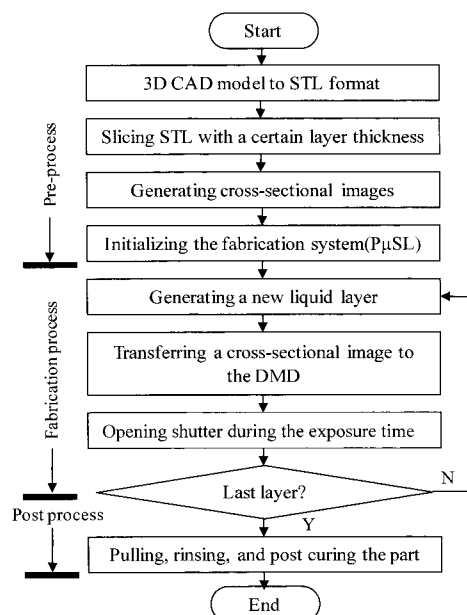 Start
3D CAD model to STL format
Slicing STL with a certain layer thickness
Generating cross-sectional images
Initializing the fabrication system(PμSL)
Pre-process
Generating a new liquid layer
Transferring a cross-sectional image to
the DMD
Opening shutter during the exposure time
Fabrication process
Last layer?
N
Y
Post process
Pulling, rinsing, and post curing the part
End